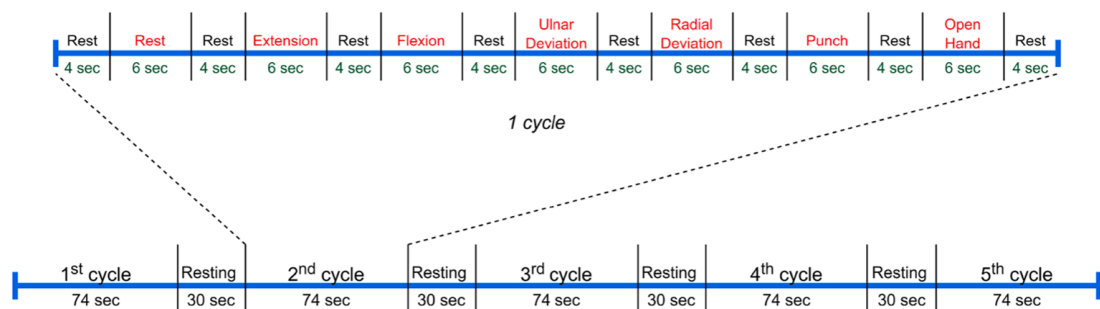 Rest Rest Rest Extension Rest Flexion Rest Ulnar Deviation Rest Radial Deviation Rest Punch Rest Open Hand Rest
4 sec 6 sec 4 sec 6 sec 4 sec 6 sec 4 sec 6 sec 4 sec 6 sec 4 sec 6 sec 4 sec 6 sec 4 sec
1 cycle
1st cycle Resting 2nd cycle Resting 3rd cycle Resting 4th cycle Resting 5th cycle
74 sec 30 sec 74 sec 30 sec 74 sec 30 sec 74 sec 30 sec 74 sec